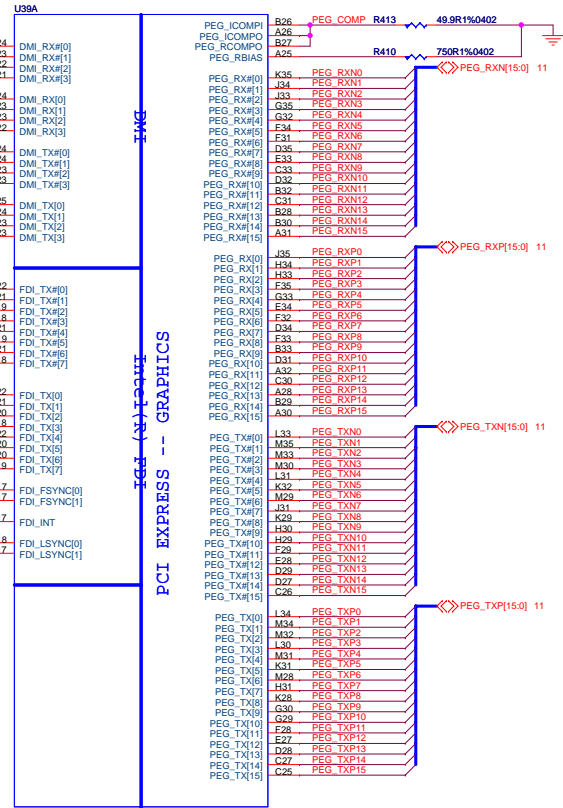 U39A
PEG_ICOMPI B26 PEG_COMP R413 49.9R1%0402
PEG_ICOMPO A26
PEG_RCOMPO B27
PEG_RBIAS A25 R410 750R1%0402
PEG_RXN[15:0] 11
PEG_RX#[0] K35 PEG_RXN0
PEG_RX#[1] J34 PEG_RXN1
PEG_RX#[2] J33 PEG_RXN2
PEG_RX#[3] G35 PEG_RXN3
PEG_RX#[4] G32 PEG_RXN4
PEG_RX#[5] F34 PEG_RXN5
PEG_RX#[6] F31 PEG_RXN6
PEG_RX#[7] D35 PEG_RXN7
PEG_RX#[8] E33 PEG_RXN8
PEG_RX#[9] C33 PEG_RXN9
PEG_RX#[10] D32 PEG_RXN10
PEG_RX#[11] B32 PEG_RXN11
PEG_RX#[12] C31 PEG_RXN12
PEG_RX#[13] B28 PEG_RXN13
PEG_RX#[14] B30 PEG_RXN14
PEG_RX#[15] A31 PEG_RXN15
PEG_RXP[15:0] 11
PEG_RX[0] J35 PEG_RXP0
PEG_RX[1] H34 PEG_RXP1
PEG_RX[2] H33 PEG_RXP2
PEG_RX[3] F35 PEG_RXP3
PEG_RX[4] G33 PEG_RXP4
PEG_RX[5] E34 PEG_RXP5
PEG_RX[6] F32 PEG_RXP6
PEG_RX[7] D34 PEG_RXP7
PEG_RX[8] F33 PEG_RXP8
PEG_RX[9] B33 PEG_RXP9
PEG_RX[10] D31 PEG_RXP10
PEG_RX[11] A32 PEG_RXP11
PEG_RX[12] C30 PEG_RXP12
PEG_RX[13] A28 PEG_RXP13
PEG_RX[14] B29 PEG_RXP14
PEG_RX[15] A30 PEG_RXP15
PEG_TXN[15:0] 11
PEG_TX#[0] L33 PEG_TXN0
PEG_TX#[1] M35 PEG_TXN1
PEG_TX#[2] M33 PEG_TXN2
PEG_TX#[3] M30 PEG_TXN3
PEG_TX#[4] L31 PEG_TXN4
PEG_TX#[5] K32 PEG_TXN5
PEG_TX#[6] M29 PEG_TXN6
PEG_TX#[7] J31 PEG_TXN7
PEG_TX#[8] K29 PEG_TXN8
PEG_TX#[9] H30 PEG_TXN9
PEG_TX#[10] H29 PEG_TXN10
PEG_TX#[11] F29 PEG_TXN11
PEG_TX#[12] E28 PEG_TXN12
PEG_TX#[13] D29 PEG_TXN13
PEG_TX#[14] D27 PEG_TXN14
PEG_TX#[15] C26 PEG_TXN15
PEG_TXP[15:0] 11
PEG_TX[0] L34 PEG_TXP0
PEG_TX[1] M34 PEG_TXP1
PEG_TX[2] M32 PEG_TXP2
PEG_TX[3] L30 PEG_TXP3
PEG_TX[4] M31 PEG_TXP4
PEG_TX[5] K31 PEG_TXP5
PEG_TX[6] M28 PEG_TXP6
PEG_TX[7] H31 PEG_TXP7
PEG_TX[8] K28 PEG_TXP8
PEG_TX[9] G30 PEG_TXP9
PEG_TX[10] G29 PEG_TXP10
PEG_TX[11] F28 PEG_TXP11
PEG_TX[12] E27 PEG_TXP12
PEG_TX[13] D28 PEG_TXP13
PEG_TX[14] C27 PEG_TXP14
PEG_TX[15] C25 PEG_TXP15
DMI_RX#[0]
DMI_RX#[1]
DMI_RX#[2]
DMI_RX#[3]
DMI_RX[0]
DMI_RX[1]
DMI_RX[2]
DMI_RX[3]
DMI_TX#[0]
DMI_TX#[1]
DMI_TX#[2]
DMI_TX#[3]
DMI_TX[0]
DMI_TX[1]
DMI_TX[2]
DMI_TX[3]
FDI_TX#[0]
FDI_TX#[1]
FDI_TX#[2]
FDI_TX#[3]
FDI_TX#[4]
FDI_TX#[5]
FDI_TX#[6]
FDI_TX#[7]
FDI_TX[0]
FDI_TX[1]
FDI_TX[2]
FDI_TX[3]
FDI_TX[4]
FDI_TX[5]
FDI_TX[6]
FDI_TX[7]
FDI_FSYNC[0]
FDI_FSYNC[1]
FDI_INT
FDI_LSYNC[0]
FDI_LSYNC[1]
DMI
Intel(R) FDI
PCI EXPRESS -- GRAPHICS